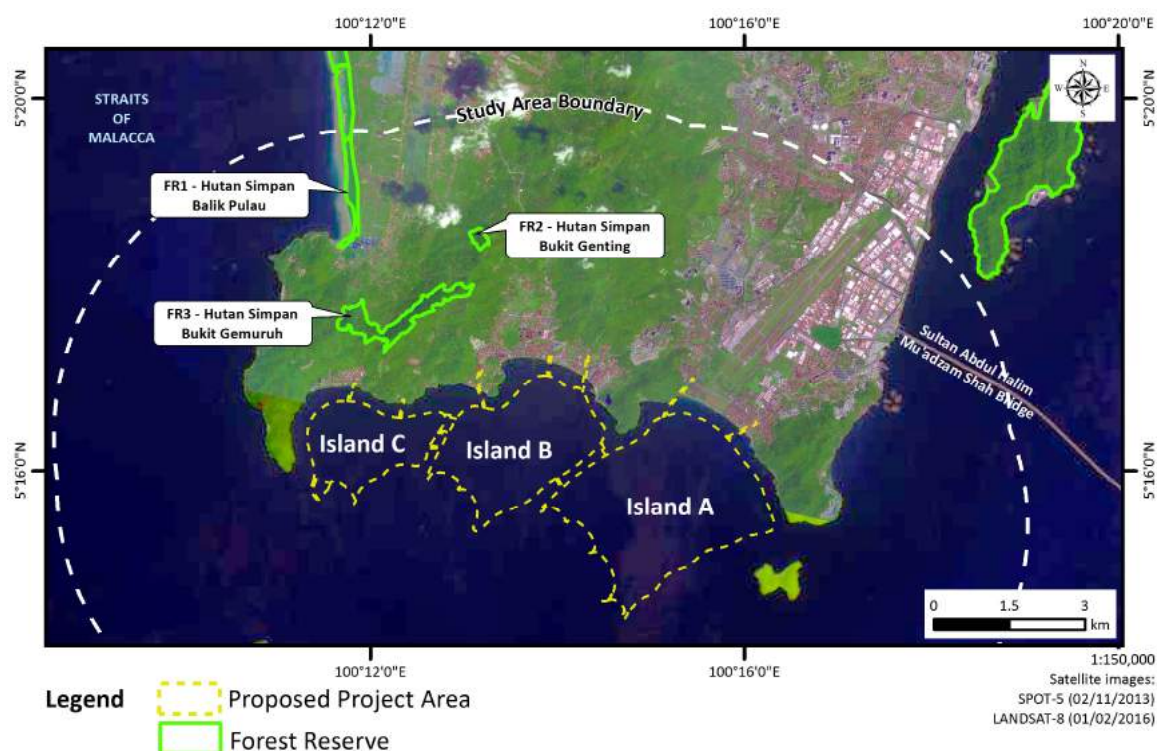 100°12'0"E
100°16'0"E
100°20'0"E
5°20'0"N
5°20'0"N
STRAITS
OF
MALACCA
N
W
E
S
Study Area Boundary
FR1 - Hutan Simpan
Balik Pulau
FR2 - Hutan Simpan
Bukit Genting
FR3 - Hutan Simpan
Bukit Gemuruh
Sultan Abdul Halim
Mu'adzam Shah Bridge
Island C
Island B
Island A
5°16'0"N
5°16'0"N
0
1.5
3
km
100°12'0"E
100°16'0"E
1:150,000
Satellite images:
SPOT-5 (02/11/2013)
LANDSAT-8 (01/02/2016)
Legend
Proposed Project Area
Forest Reserve